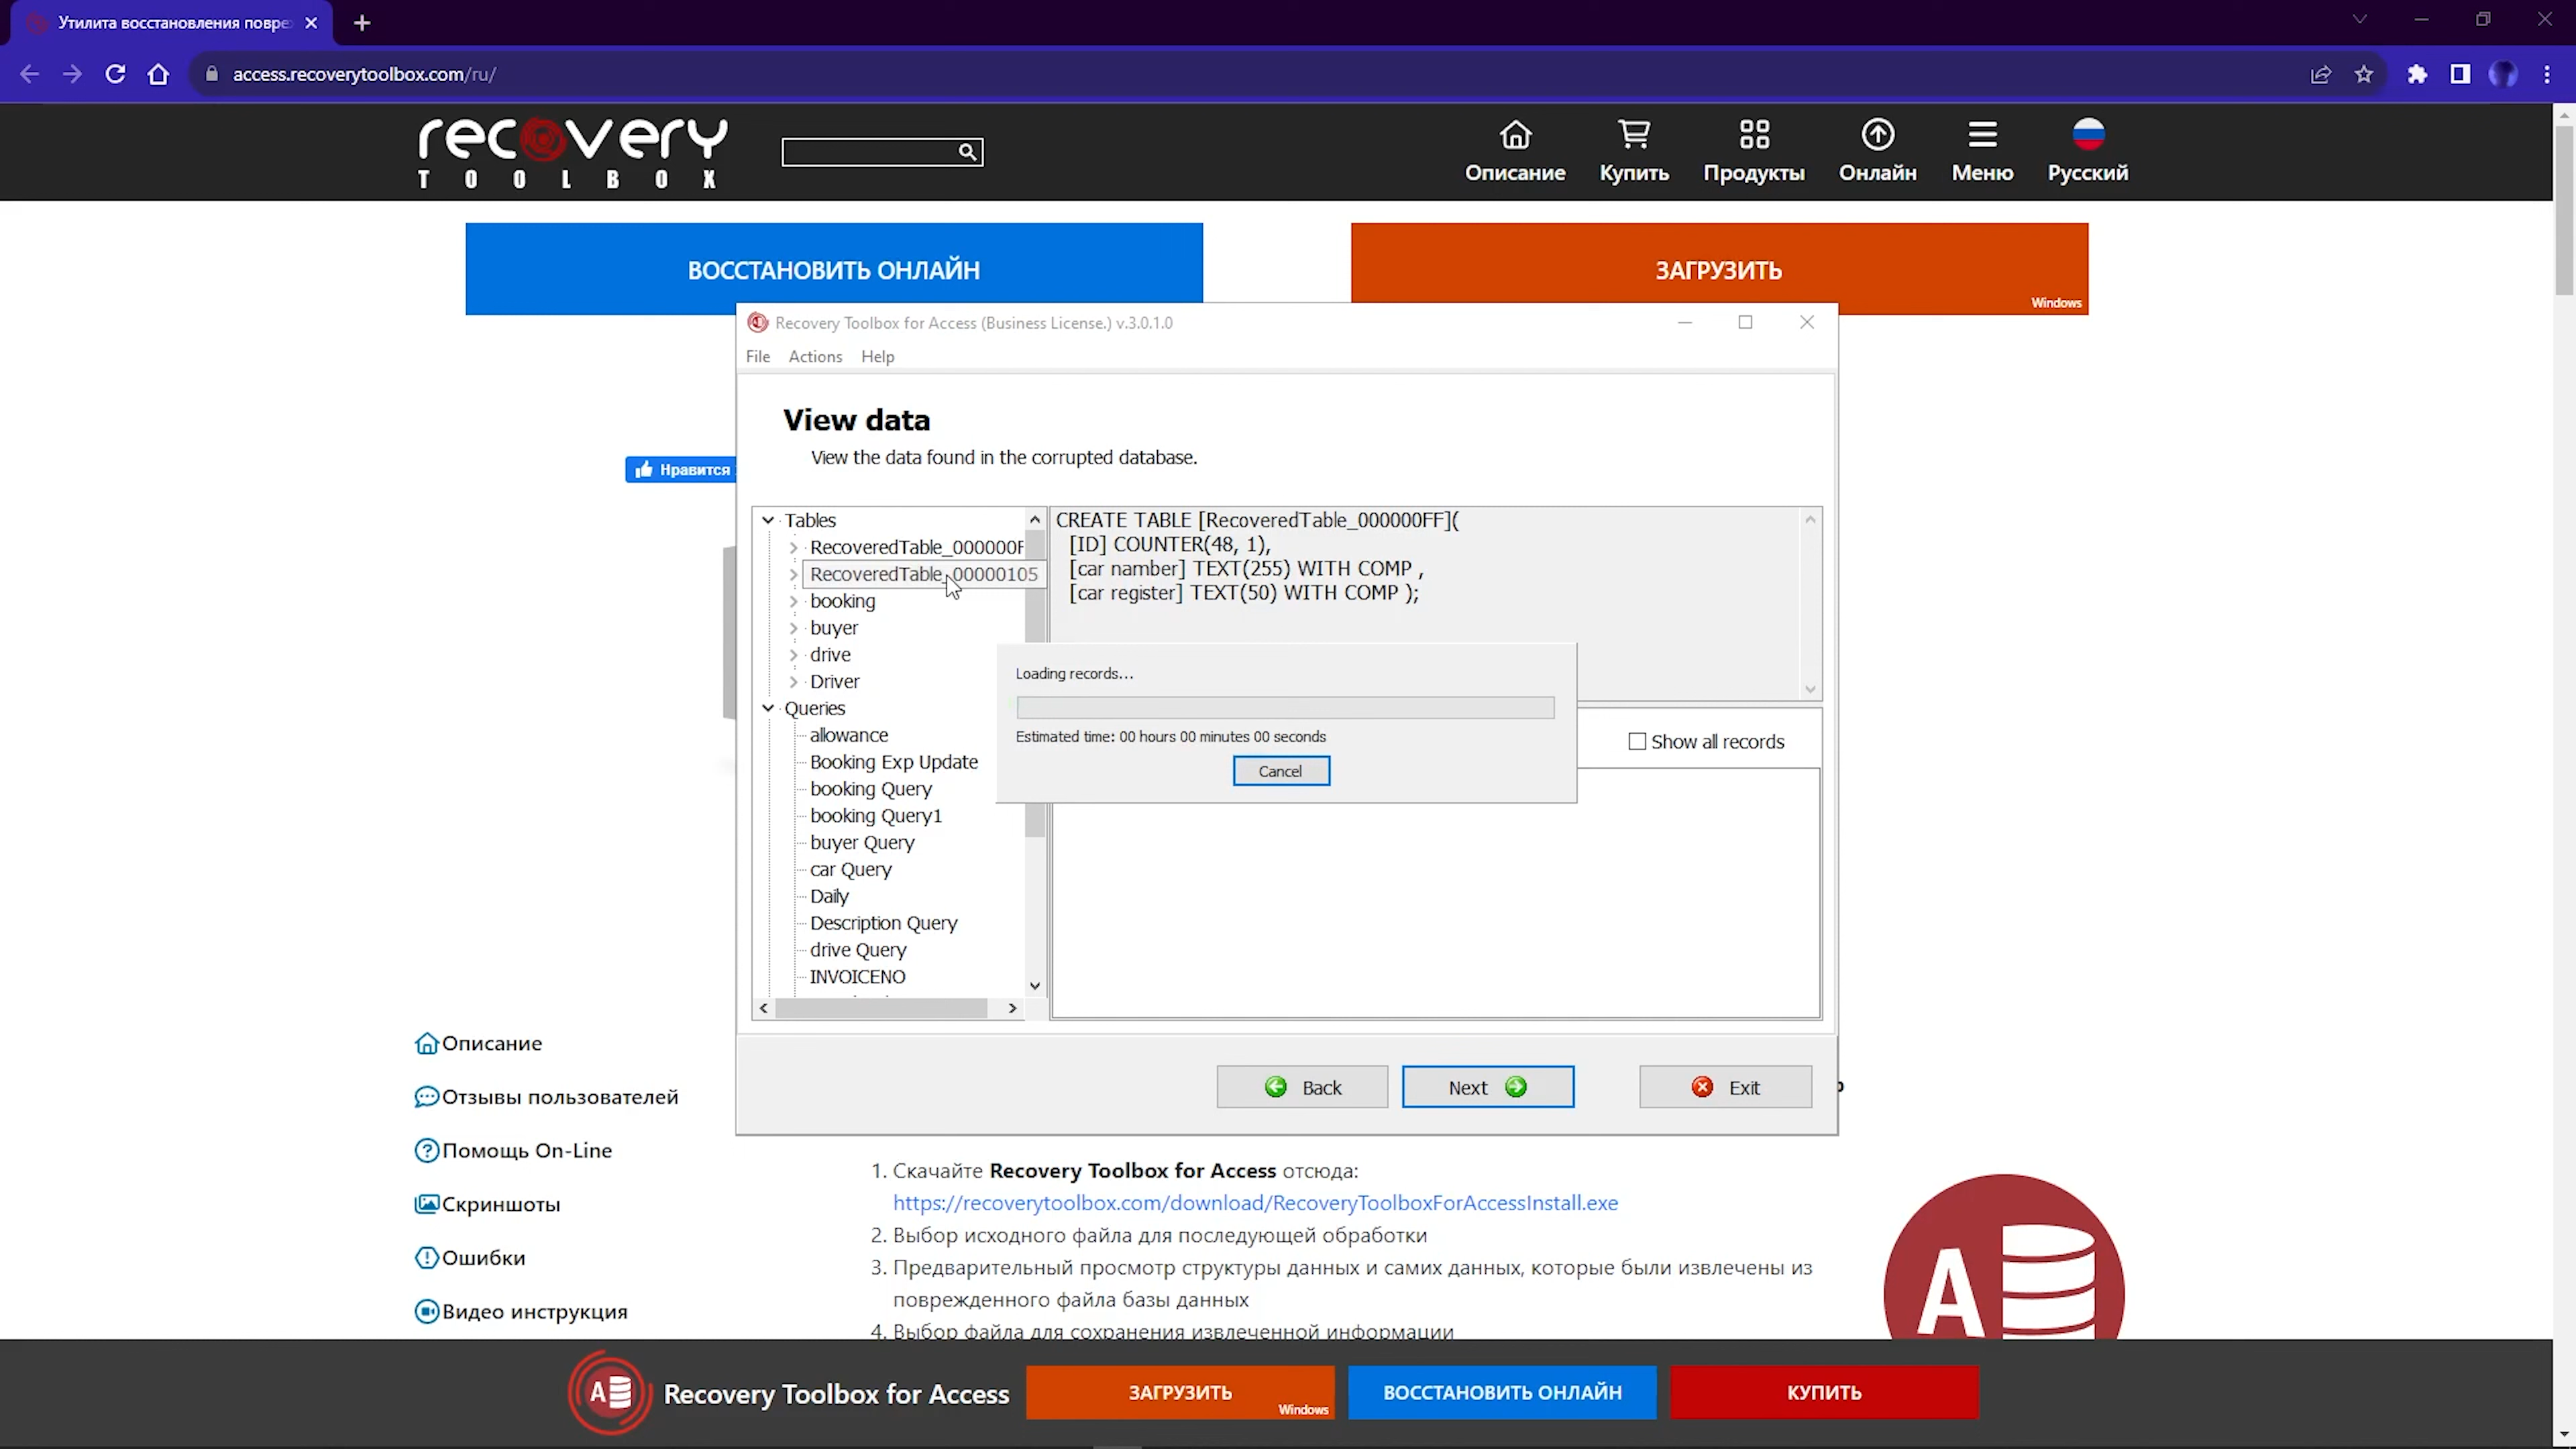 Утилита восстановления повре
access.recoverytoolbox.com/ru/
recovery
TOOLBOX
Описание
Купить
Продукты
Онлайн
Меню
Русский
ВОССТАНОВИТЬ ОНЛАЙН
ЗАГРУЗИТЬ
Windows
Нравится
Recovery Toolbox for Access (Business License.) v.3.0.1.0
File Actions Help
View data
View the data found in the corrupted database.
Tables
RecoveredTable_000000F
RecoveredTable_00000105
booking
buyer
drive
Driver
Queries
allowance
Booking Exp Update
booking Query
booking Query1
buyer Query
car Query
Daily
Description Query
drive Query
INVOICENO
CREATE TABLE [RecoveredTable_000000FF](
[ID] COUNTER(48, 1),
[car namber] TEXT(255) WITH COMP ,
[car register] TEXT(50) WITH COMP );
Loading records...
Estimated time: 00 hours 00 minutes 00 seconds
Cancel
Show all records
Back
Next
Exit
Описание
Отзывы пользователей
Помощь On-Line
Скриншоты
Ошибки
Видео инструкция
1. Скачайте Recovery Toolbox for Access отсюда:
https://recoverytoolbox.com/download/RecoveryToolboxForAccessInstall.exe
2. Выбор исходного файла для последующей обработки
3. Предварительный просмотр структуры данных и самих данных, которые были извлечены из
поврежденного файла базы данных
4. Выбор файла для сохранения извлеченной информации
Recovery Toolbox for Access
ЗАГРУЗИТЬ
Windows
ВОССТАНОВИТЬ ОНЛАЙН
КУПИТЬ